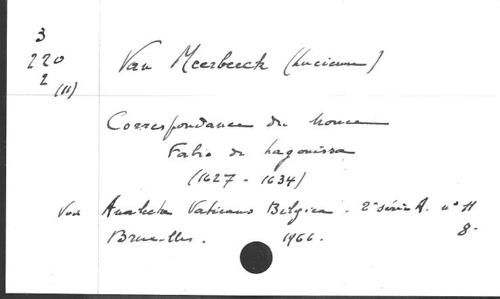 3
220
2
(11)
Van Meerbeeck (Lucienne)
Correspondance du nonce
Fabio de Lagonissa
(1627 - 1634)
Voir Analecta Vaticano Belgica. 2e série A. n° 11
Bruxelles. 1966. 8°